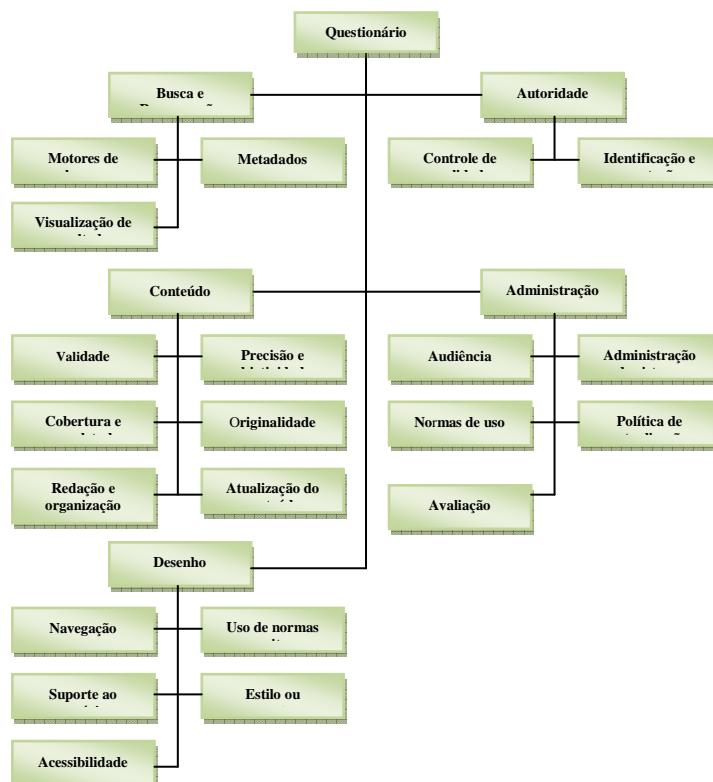 Questionário
Busca e
Autoridade
Motores de
Metadados
Controle de
Identificação e
Visualização de
Conteúdo
Administração
Validade
Precisão e
Audiência
Administração
Cobertura e
Originalidade
Normas de uso
Política de
Redação e
organização
Atualização do
Avaliação
Desenho
Navegação
Uso de normas
Suporte ao
Estilo ou
Acessibilidade